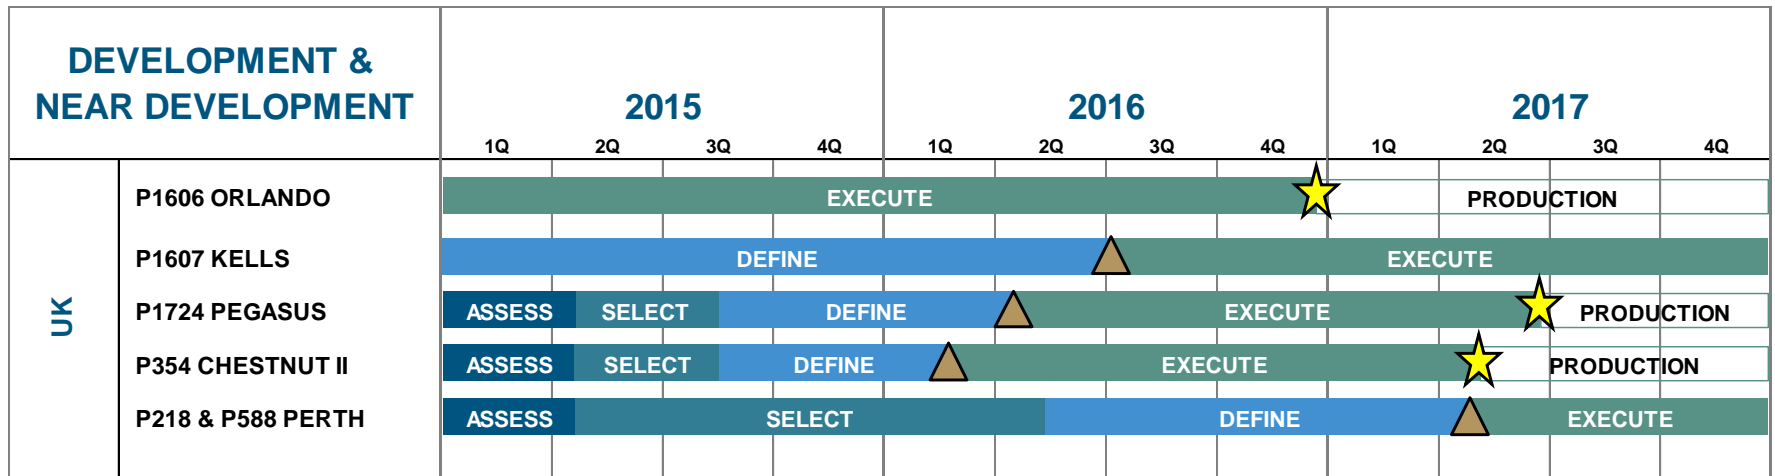 DEVELOPMENT &
NEAR DEVELOPMENT
2015 2016 2017
1Q 2Q 3Q 4Q 1Q 2Q 3Q 4Q 1Q 2Q 3Q 4Q
UK
P1606 ORLANDO EXECUTE PRODUCTION
P1607 KELLS DEFINE EXECUTE
P1724 PEGASUS ASSESS SELECT DEFINE EXECUTE PRODUCTION
P354 CHESTNUT II ASSESS SELECT DEFINE EXECUTE PRODUCTION
P218 & P588 PERTH ASSESS SELECT DEFINE EXECUTE